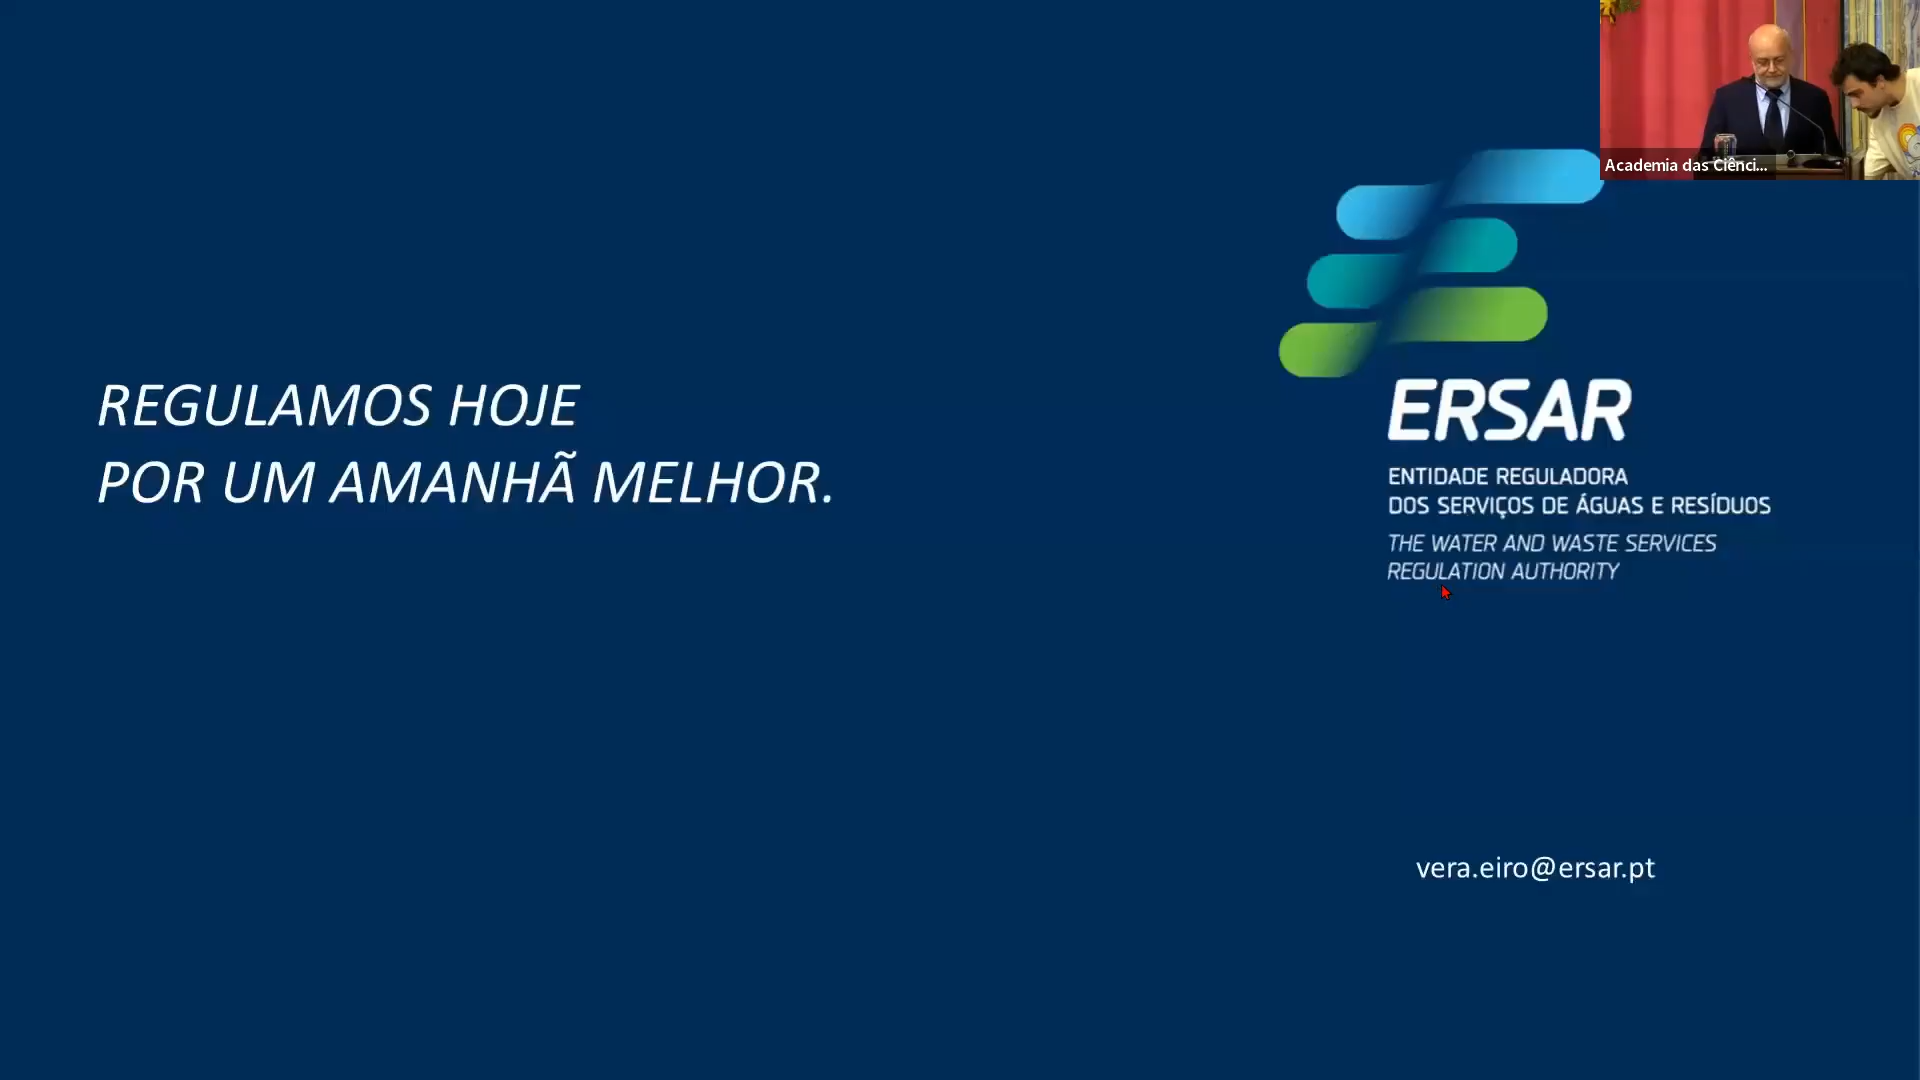 Academia das Ciênci...
REGULAMOS HOJE
POR UM AMANHÃ MELHOR.
ERSAR
ENTIDADE REGULADORA
DOS SERVIÇOS DE ÁGUAS E RESÍDUOS
THE WATER AND WASTE SERVICES
REGULATION AUTHORITY
vera.eiro@ersar.pt